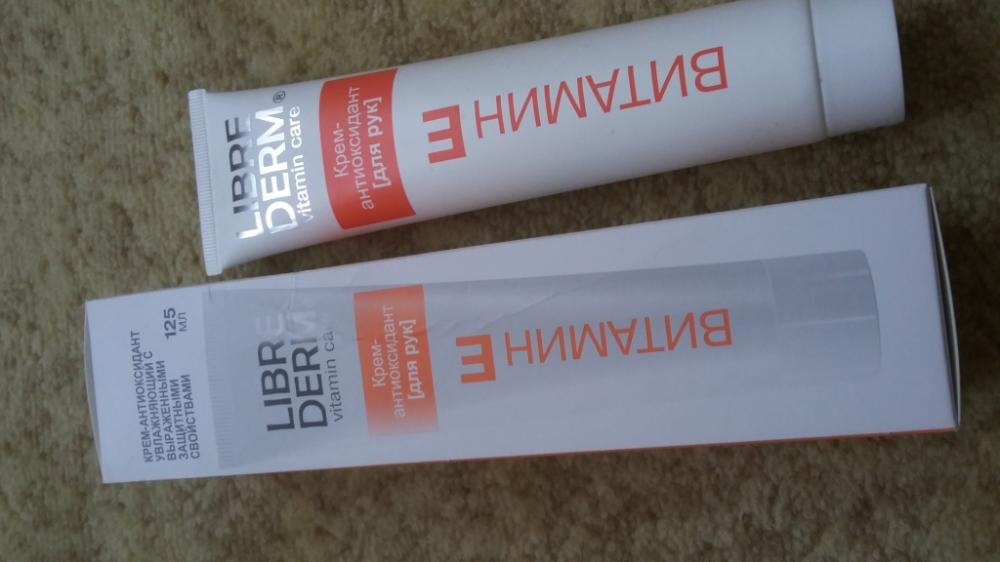 LIBRE
DERM®
vitamin care
Крем-
антиоксидант
[для рук]
ВИТАМИН Е
КРЕМ-АНТИОКСИДАНТ
УВЛАЖНЯЮЩИЙ С
ВЫРАЖЕННЫМИ
ЗАЩИТНЫМИ
СВОЙСТВАМИ
125
МЛ
LIBRE
DERM
vitamin ca
Крем-
антиоксидант
[для рук]
ВИТАМИН Е